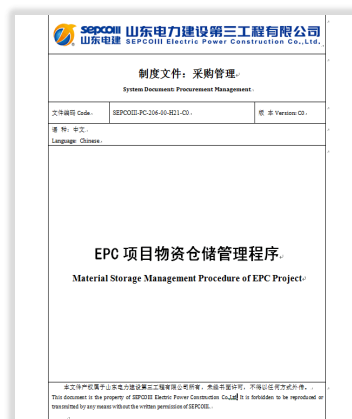 SEPCOIII 山东电力建设第三工程有限公司
山东电建 SEPCOIII Electric Power Construction Co.,Ltd.
制度文件：采购管理
System Document: Procurement Management
文件编码 Code SEPCOIII-PC-206-00-H21-C0 版 本 Version: C0
语 种：中文
Language: Chinese
EPC 项目物资仓储管理程序
Material Storage Management Procedure of EPC Project
本文件产权属于山东电力建设第三工程有限公司所有，未经书面许可，不得以任何方式外传。
This document is the property of SEPCOIII Electric Power Construction Co.,Ltd. It is forbidden to be reproduced or
transmitted by any means without the written permission of SEPCOIII.